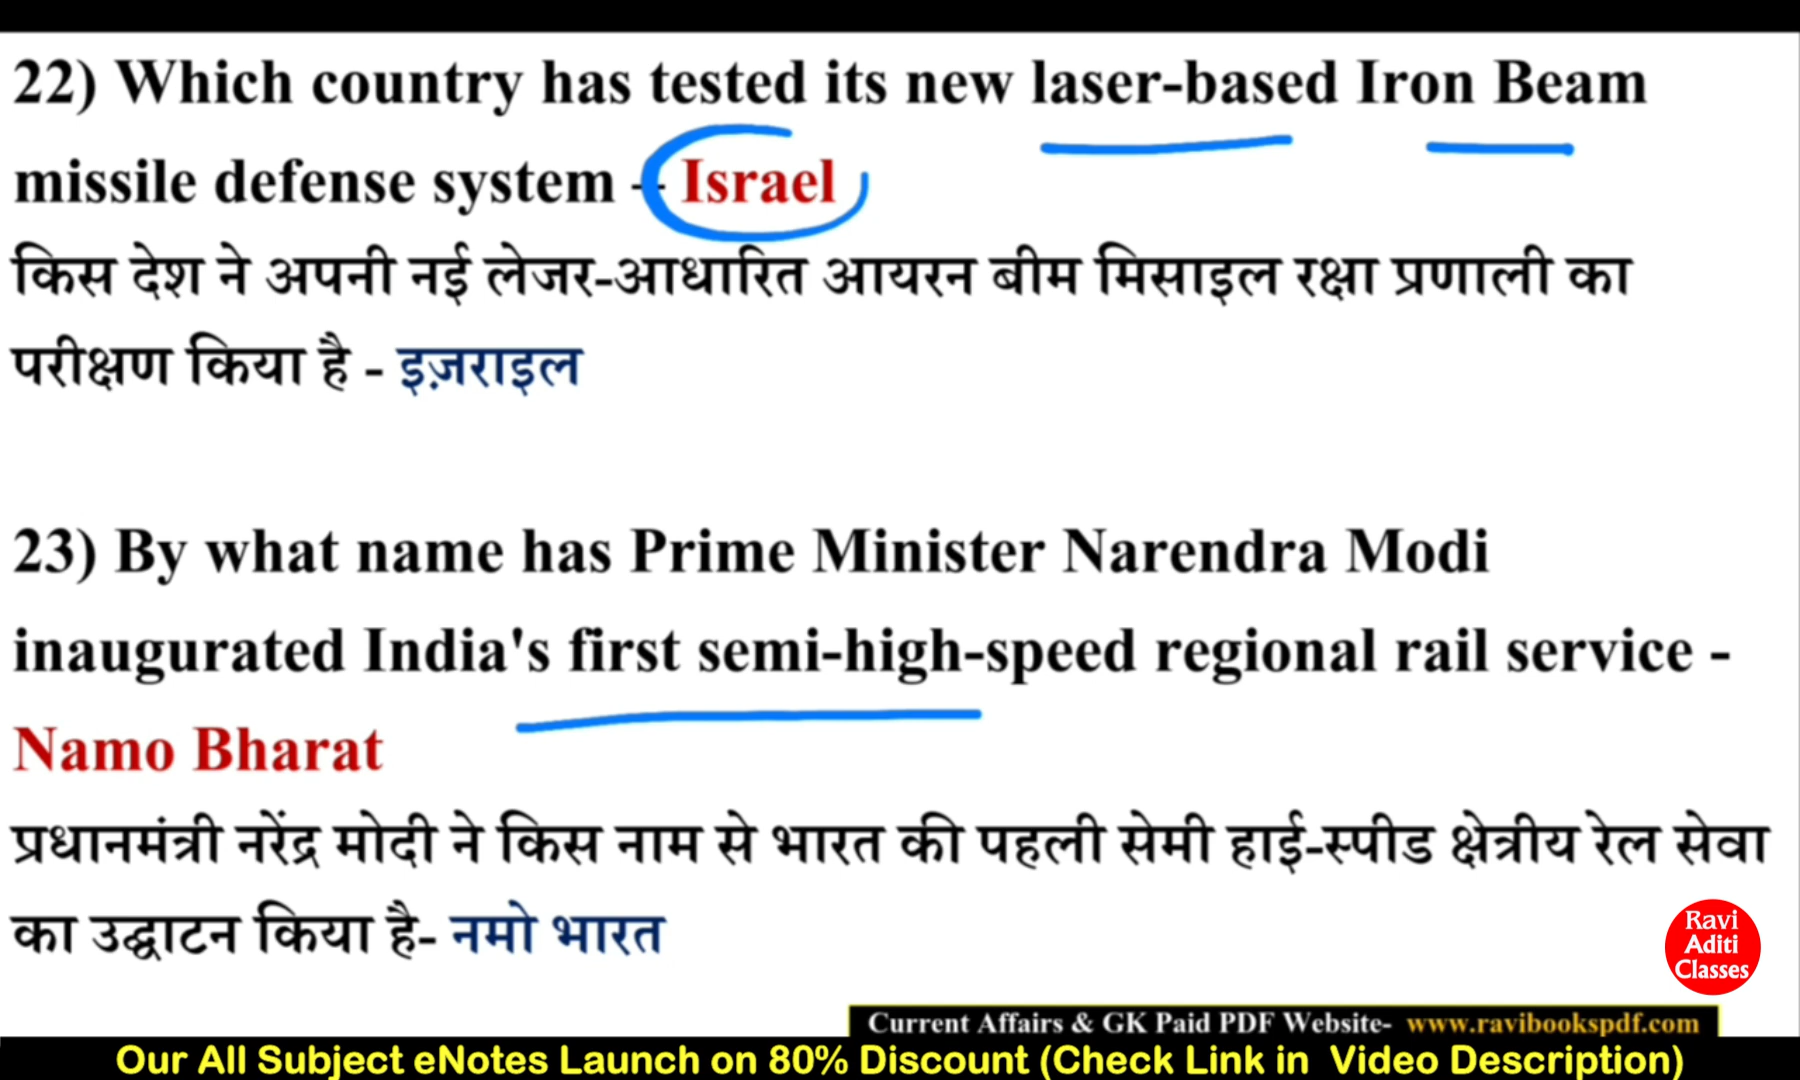 22) Which country has tested its new laser-based Iron Beam
missile defense system – Israel
किस देश ने अपनी नई लेजर-आधारित आयरन बीम मिसाइल रक्षा प्रणाली का
परीक्षण किया है - इज़राइल
23) By what name has Prime Minister Narendra Modi
inaugurated India's first semi-high-speed regional rail service -
Namo Bharat
प्रधानमंत्री नरेंद्र मोदी ने किस नाम से भारत की पहली सेमी हाई-स्पीड क्षेत्रीय रेल सेवा
का उद्घाटन किया है- नमो भारत
Ravi
Aditi
Classes
Current Affairs & GK Paid PDF Website- www.ravibookspdf.com
Our All Subject eNotes Launch on 80% Discount (Check Link in Video Description)